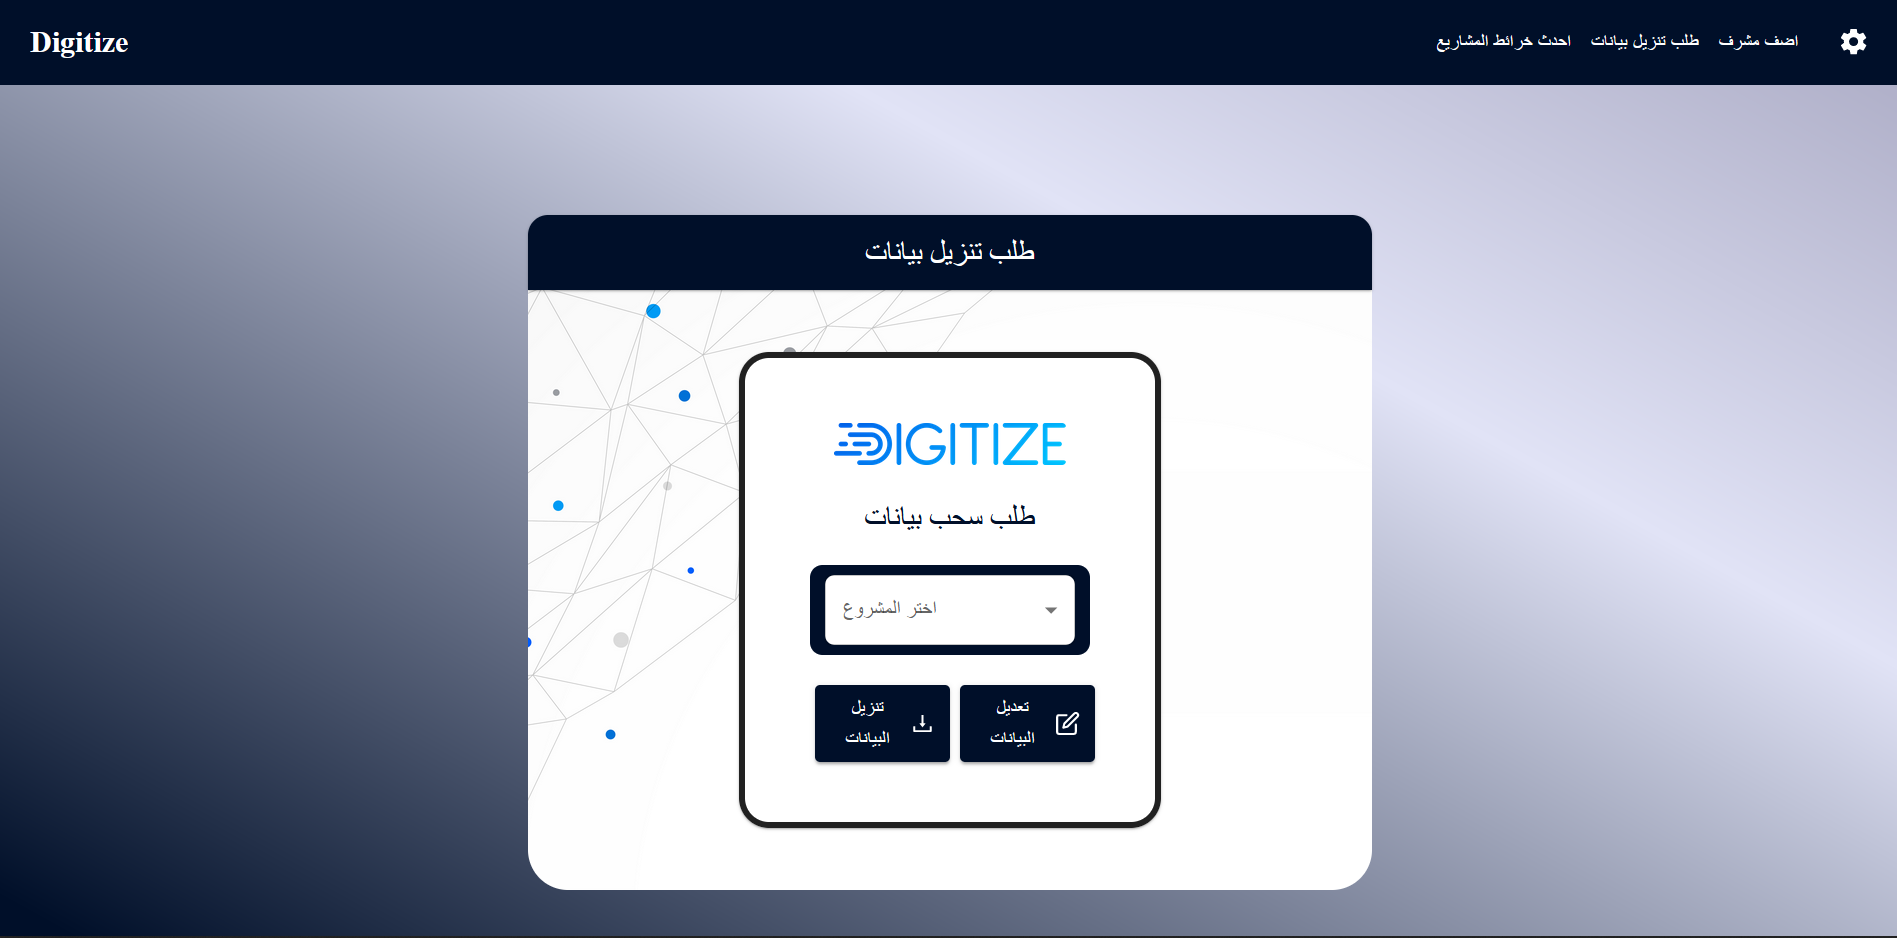 Digitize
اضف مشرف
طلب تنزيل بيانات
احدث خرائط المشاريع
طلب تنزيل بيانات
DIGITIZE
طلب سحب بيانات
اختر المشروع
تعديل
البيانات
تنزيل
البيانات